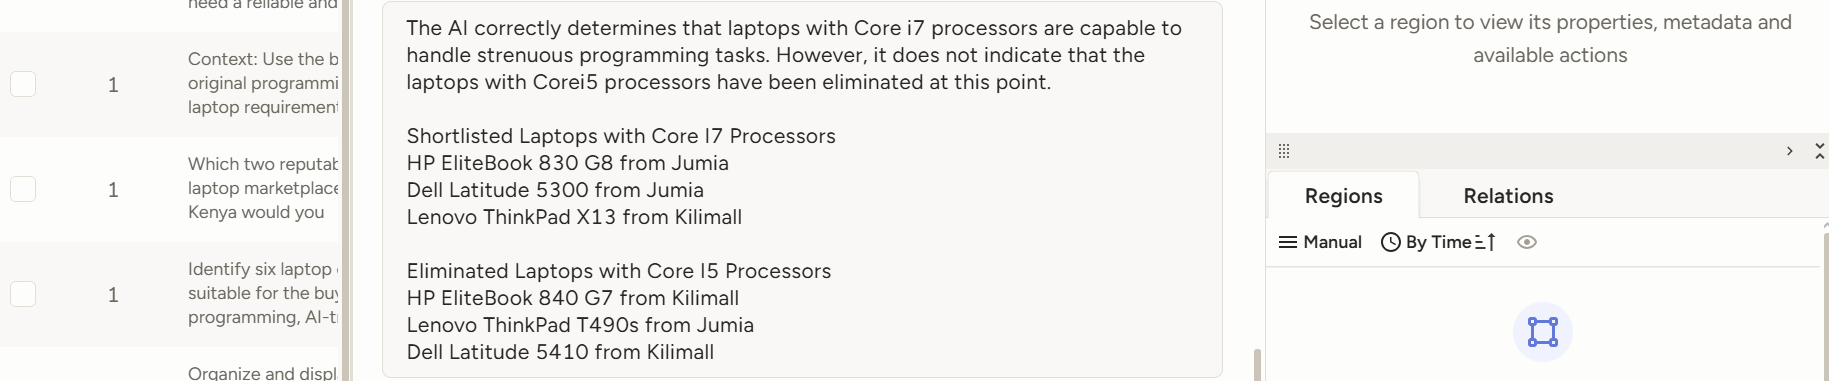 need a reliable and
Context: Use the b
original programmi
laptop requirement
1
Which two reputab
laptop marketplace
Kenya would you
1
Identify six laptop
suitable for the buy
programming, AI-tr
1
Organize and displ
The AI correctly determines that laptops with Core i7 processors are capable to
handle strenuous programming tasks. However, it does not indicate that the
laptops with Corei5 processors have been eliminated at this point.
Shortlisted Laptops with Core I7 Processors
HP EliteBook 830 G8 from Jumia
Dell Latitude 5300 from Jumia
Lenovo ThinkPad X13 from Kilimall
Eliminated Laptops with Core I5 Processors
HP EliteBook 840 G7 from Kilimall
Lenovo ThinkPad T490s from Jumia
Dell Latitude 5410 from Kilimall
Select a region to view its properties, metadata and
available actions
Regions Relations
Manual By Time